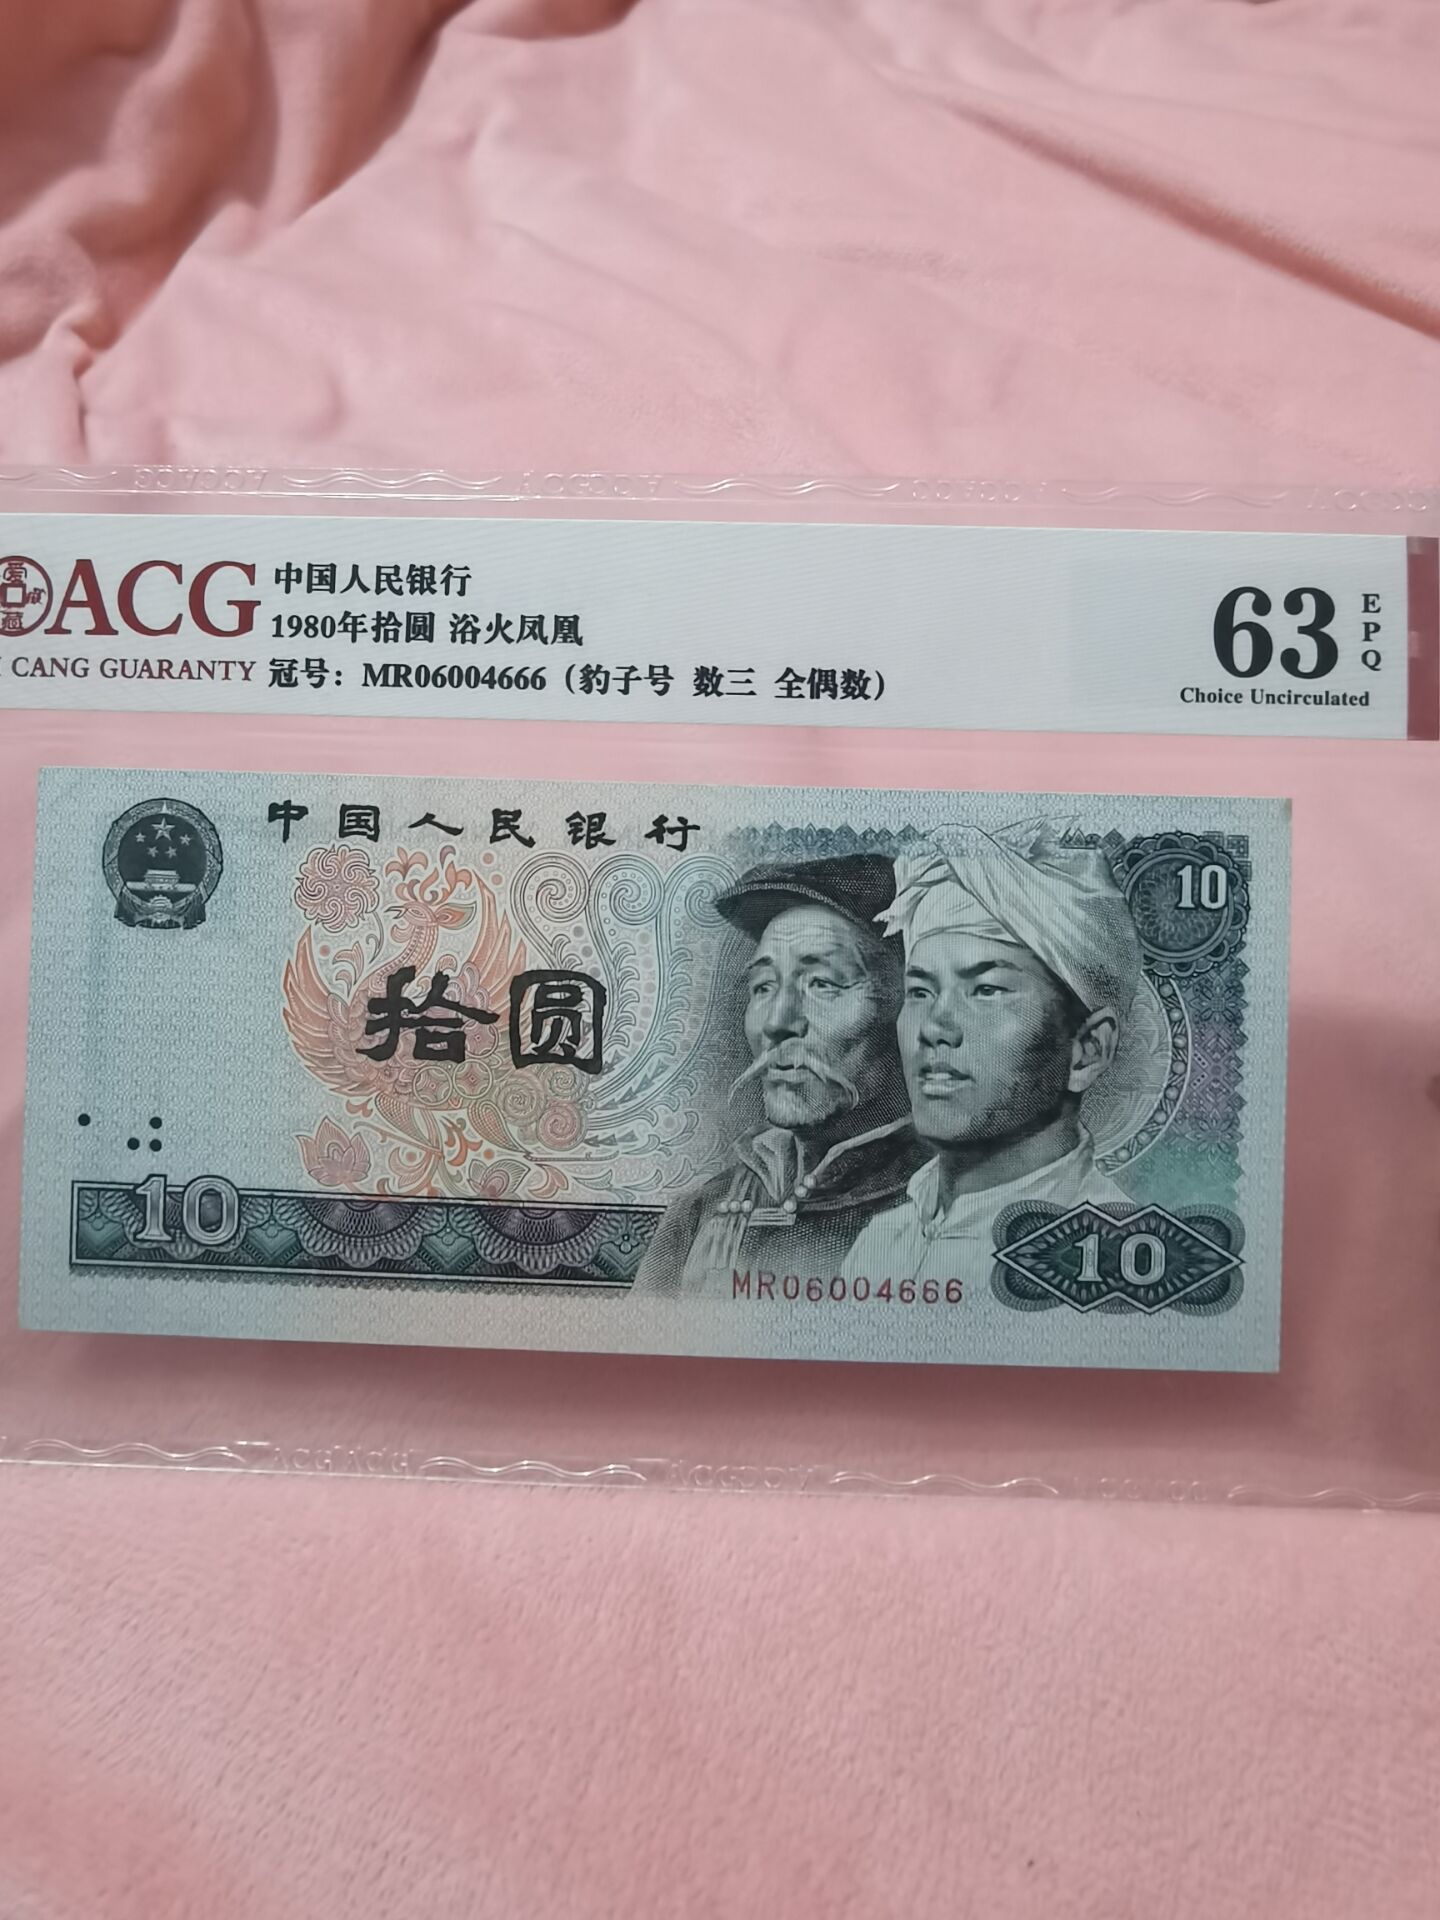 ACG
中国人民银行
1980年拾圆 浴火凤凰
CANG GUARANTY
冠号：MR06004666（豹子号 数三 全偶数）
63
EPQ
Choice Uncirculated
中国人民银行
10
拾圆
10
MR06004666
10